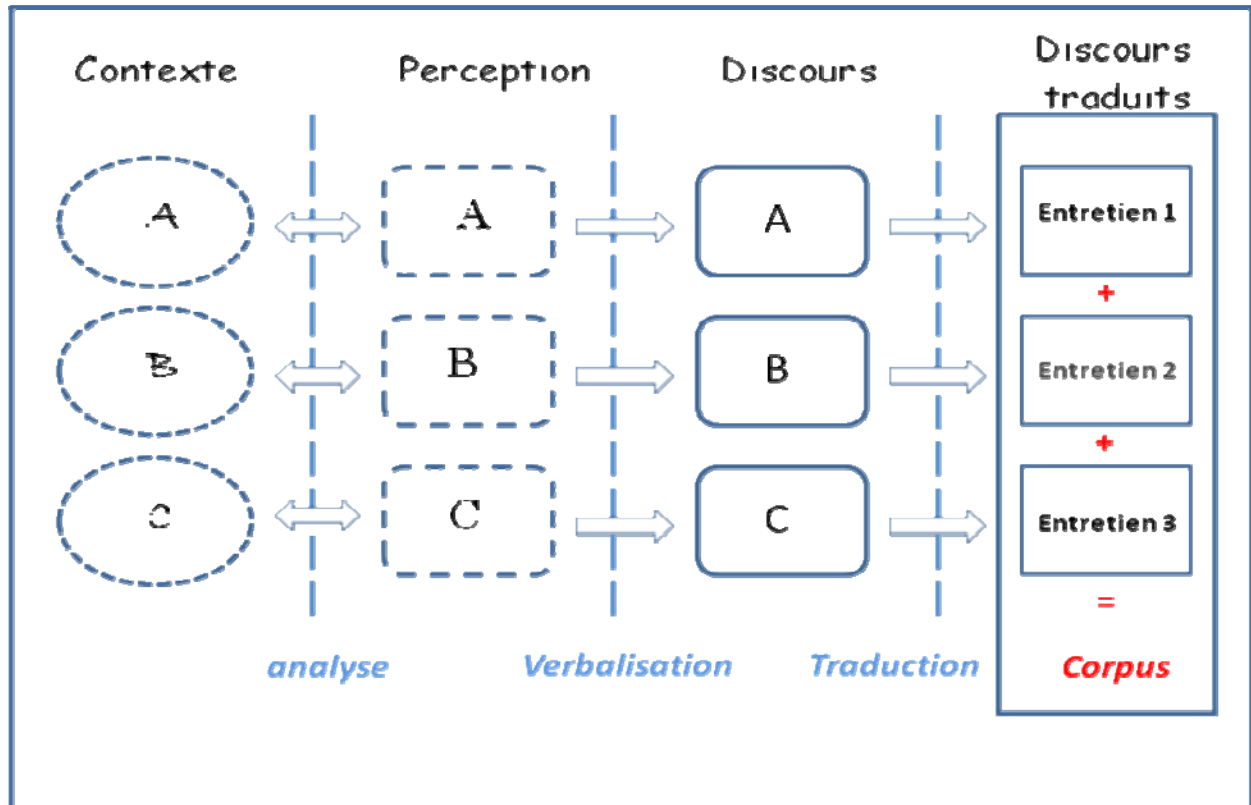 Contexte
Perception
Discours
Discours
traduits
A
A
A
Entretien 1
+
B
B
B
Entretien 2
+
C
C
C
Entretien 3
=
analyse
Verbalisation
Traduction
Corpus